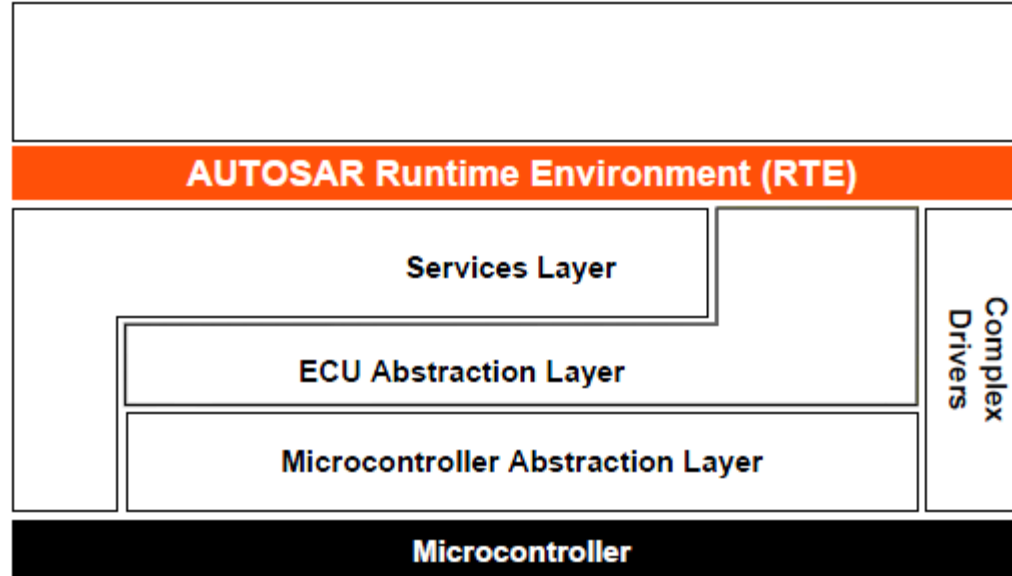 AUTOSAR Runtime Environment (RTE)
Services Layer
Complex
Drivers
ECU Abstraction Layer
Microcontroller Abstraction Layer
Microcontroller